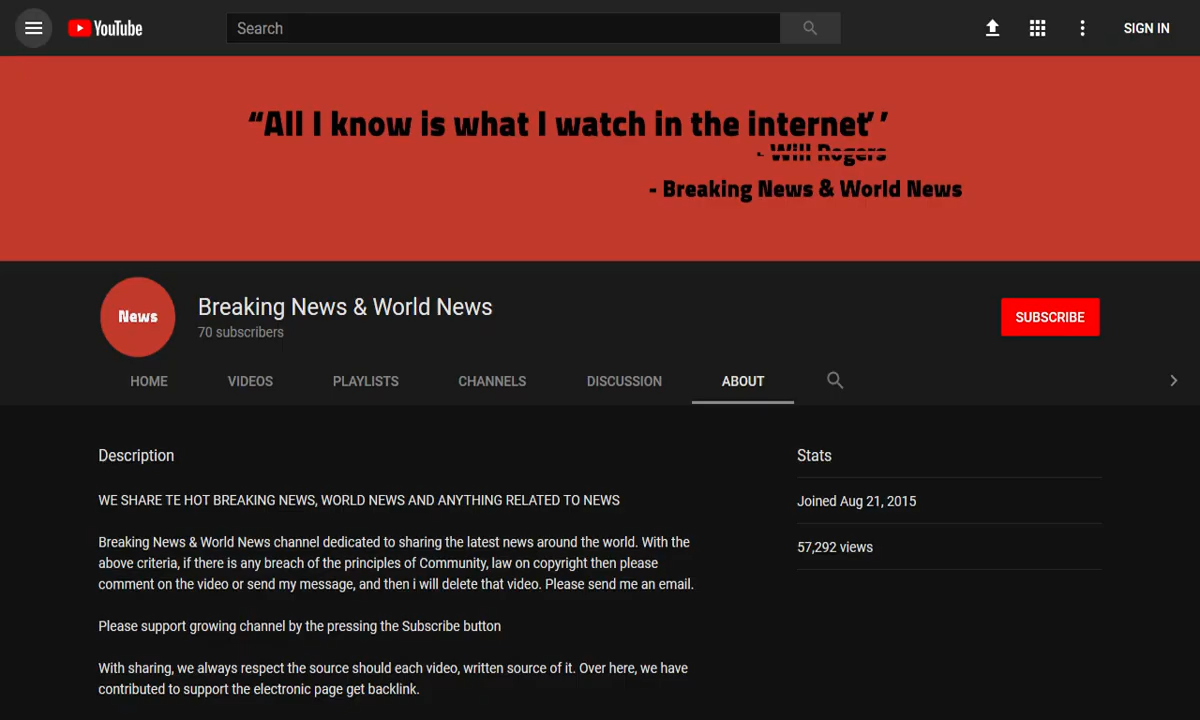 YouTube
Search
SIGN IN
“All I know is what I watch in the internet’’
- Will Rogers
- Breaking News & World News
News
Breaking News & World News
70 subscribers
SUBSCRIBE
HOME VIDEOS PLAYLISTS CHANNELS DISCUSSION ABOUT
Description
WE SHARE TE HOT BREAKING NEWS, WORLD NEWS AND ANYTHING RELATED TO NEWS
Breaking News & World News channel dedicated to sharing the latest news around the world. With the
above criteria, if there is any breach of the principles of Community, law on copyright then please
comment on the video or send my message, and then i will delete that video. Please send me an email.
Please support growing channel by the pressing the Subscribe button
With sharing, we always respect the source should each video, written source of it. Over here, we have
contributed to support the electronic page get backlink.
Stats
Joined Aug 21, 2015
57,292 views